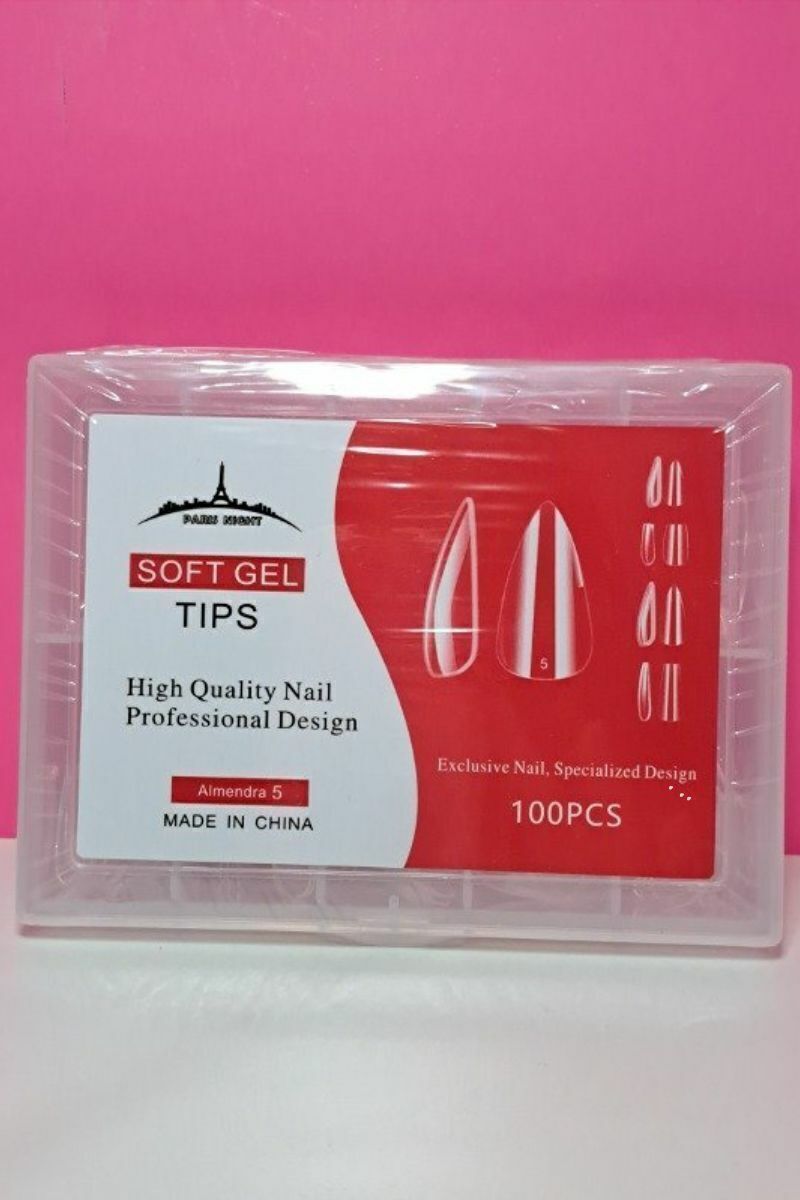 PARIS NIGHT
SOFT GEL
TIPS
High Quality Nail
Professional Design
Almendra 5
MADE IN CHINA
5
Exclusive Nail, Specialized Design
100PCS